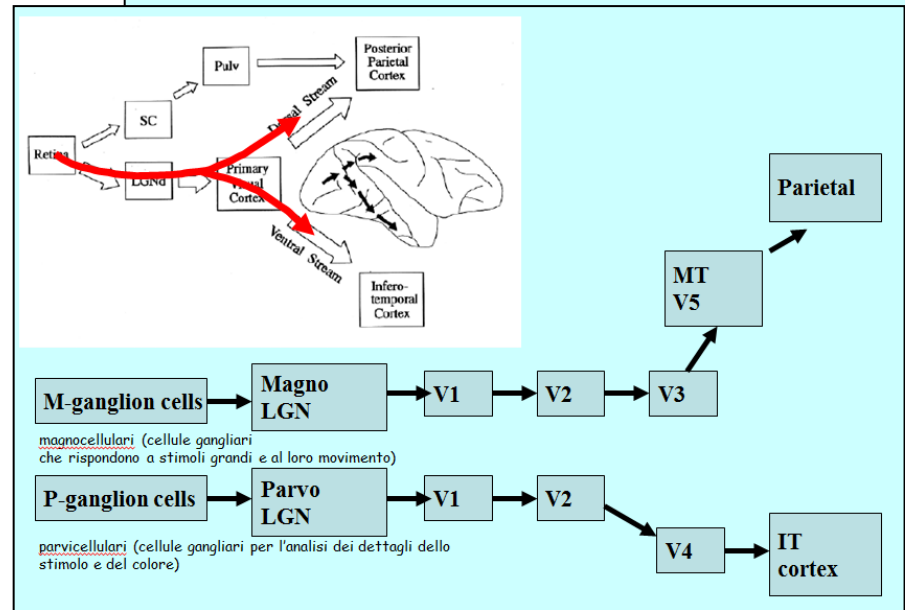 Posterior
Parietal
Cortex
Pulv
Dorsal Stream
SC
Retina
LGNd
Primary
Visual
Cortex
Ventral Stream
Infero-
temporal
Cortex
Parietal
MT
V5
M-ganglion cells
Magno
LGN
V1
V2
V3
magnocellulari (cellule gangliari
che rispondono a stimoli grandi e al loro movimento)
P-ganglion cells
Parvo
LGN
V1
V2
parvicellulari (cellule gangliari per l'analisi dei dettagli dello
stimolo e del colore)
V4
IT
cortex